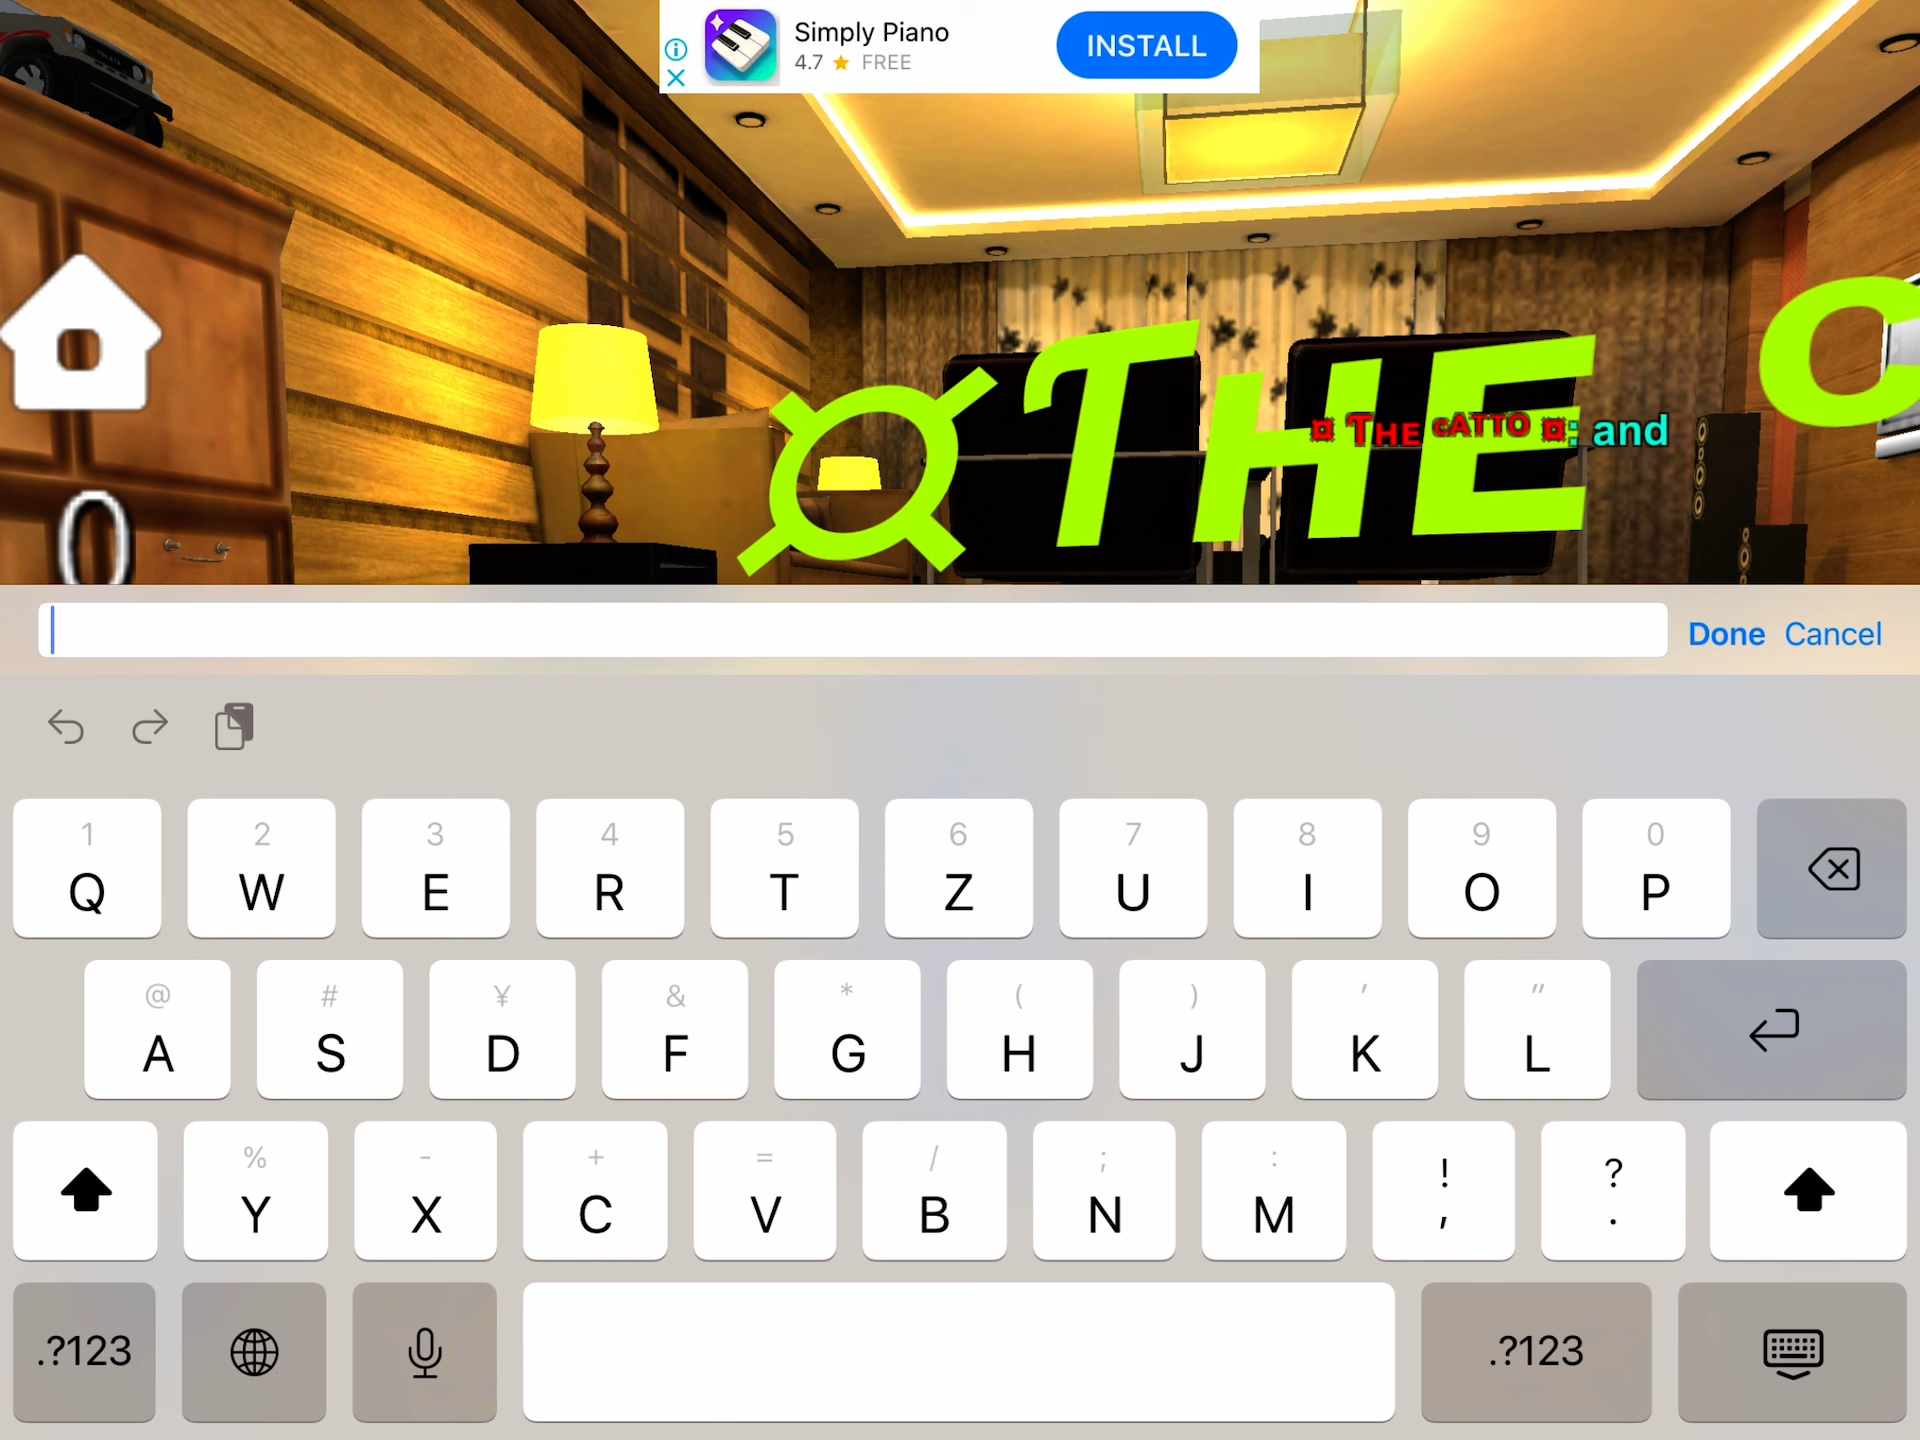 Simply Piano
4.7 ★ FREE
INSTALL
¤THE C
¤ THE cATTO ¤: and
0
Done Cancel
1 2 3 4 5 6 7 8 9 0
Q W E R T Z U I O P
@ # ¥ & * ( ) ' "
A S D F G H J K L
% - + = / ; : ! ?
Y X C V B N M , .
.?123 .?123